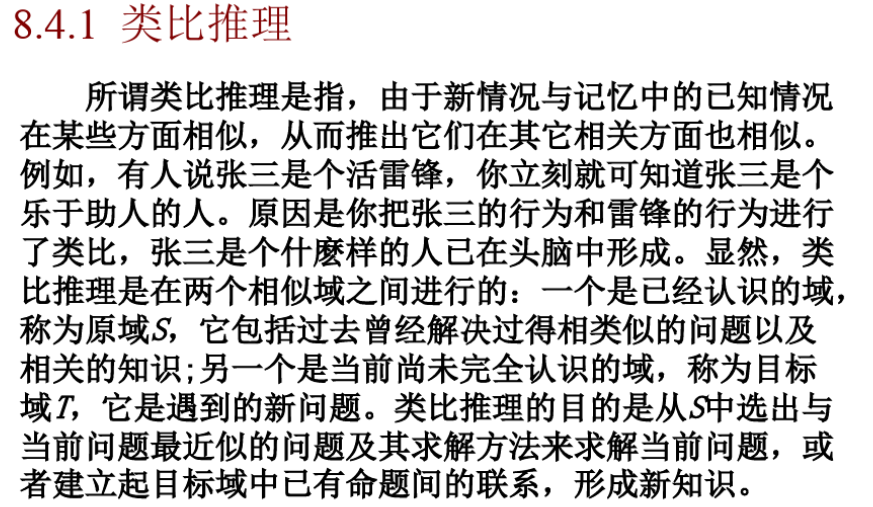 8.4.1 类比推理
所谓类比推理是指，由于新情况与记忆中的已知情况
在某些方面相似，从而推出它们在其它相关方面也相似。
例如，有人说张三是个活雷锋，你立刻就可知道张三是个
乐于助人的人。原因是你把张三的行为和雷锋的行为进行
了类比，张三是个什麽样的人已在头脑中形成。显然，类
比推理是在两个相似域之间进行的：一个是已经认识的域，
称为原域S，它包括过去曾经解决过得相类似的问题以及
相关的知识;另一个是当前尚未完全认识的域，称为目标
域T，它是遇到的新问题。类比推理的目的是从S中选出与
当前问题最近似的问题及其求解方法来求解当前问题，或
者建立起目标域中已有命题间的联系，形成新知识。